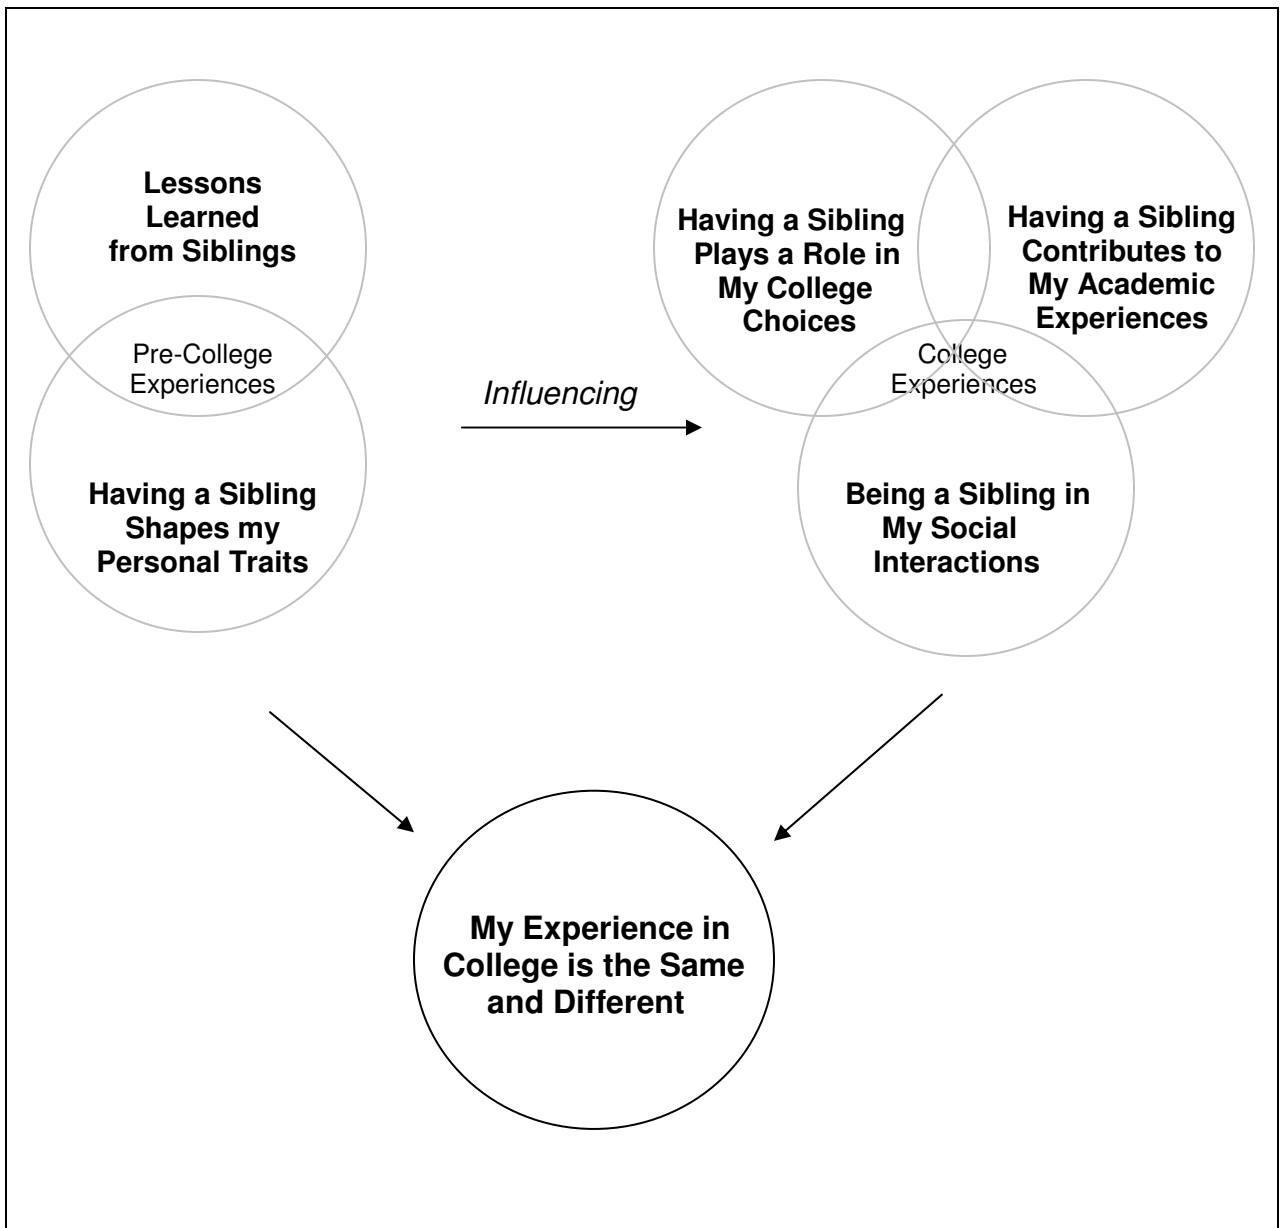 Lessons
Learned
from Siblings
Pre-College
Experiences
Having a Sibling
Shapes my
Personal Traits
Influencing
Having a Sibling
Plays a Role in
My College
Choices
Having a Sibling
Contributes to
My Academic
Experiences
College
Experiences
Being a Sibling in
My Social
Interactions
My Experience in
College is the Same
and Different